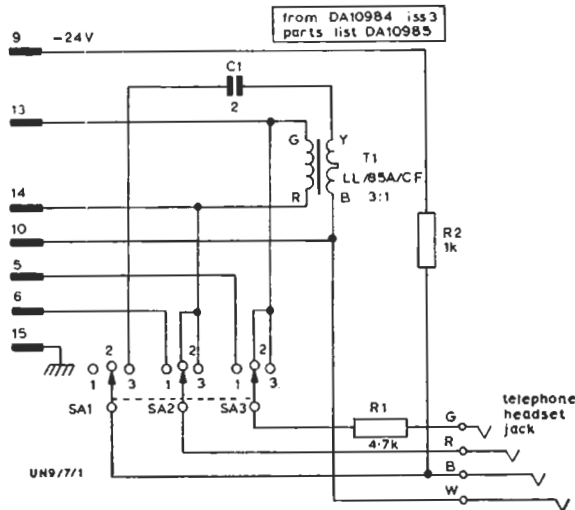 from DA10984 iss3
parts list DA10985
9 -24V
C1
2
13
G Y
T1
LL/85A/CF
3:1
R B
14
10
R2
1k
5
6
15
2 2 2
1 3 1 3 1 3
SA1 SA2 SA3
R1
4·7k
G
R
B
W
telephone
headset
jack
UN9/7/1